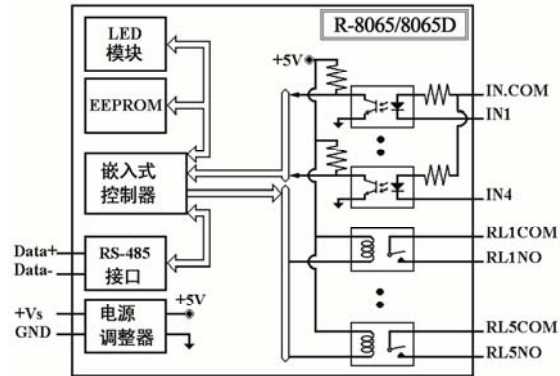 R-8065/8065D
LED
模块
EEPROM
嵌入式
控制器
RS-485
接口
电源
调整器
Data+
Data-
+Vs
GND
+5V
+5V
IN.COM
IN1
IN4
RL1COM
RL1NO
RL5COM
RL5NO